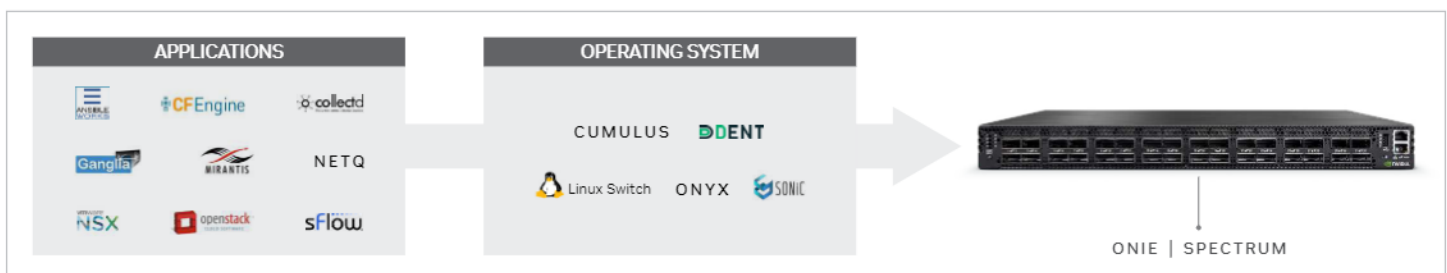 APPLICATIONS
ANSIBLE
WORKS
CFEngine
collectd
Ganglia
MIRANTIS
NETQ
NSX
openstack
sFlow
OPERATING SYSTEM
CUMULUS
DENT
Linux Switch
ONYX
SONiC
NVIDIA
ONIE | SPECTRUM